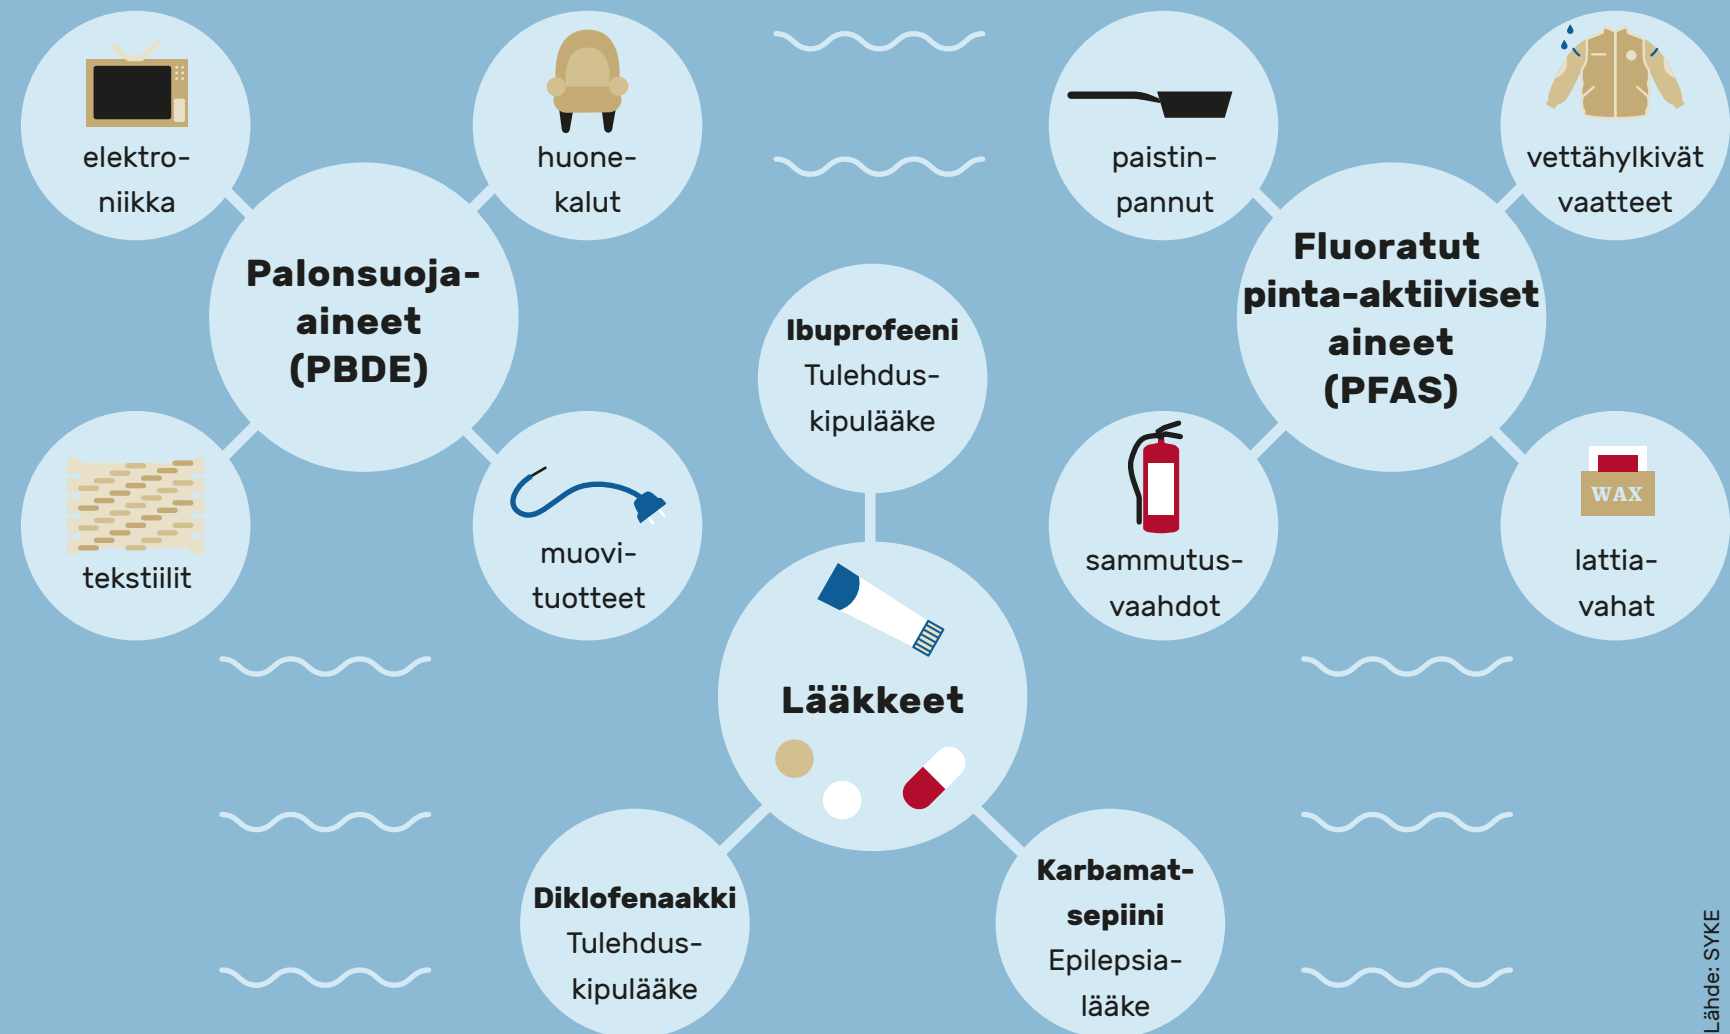 elektro-
niikka
huone-
kalut
Palonsuoja-
aineet
(PBDE)
tekstiilit
muovi-
tuotteet
Ibuprofeeni
Tulehdus-
kipulääke
Lääkkeet
Diklofenaakki
Tulehdus-
kipulääke
Karbamat-
sepiini
Epilepsia-
lääke
paistin-
pannut
vettähylkivät
vaatteet
Fluoratut
pinta-aktiiviset
aineet
(PFAS)
sammutus-
vaahdot
WAX
lattia-
vahat
Lähde: SYKE